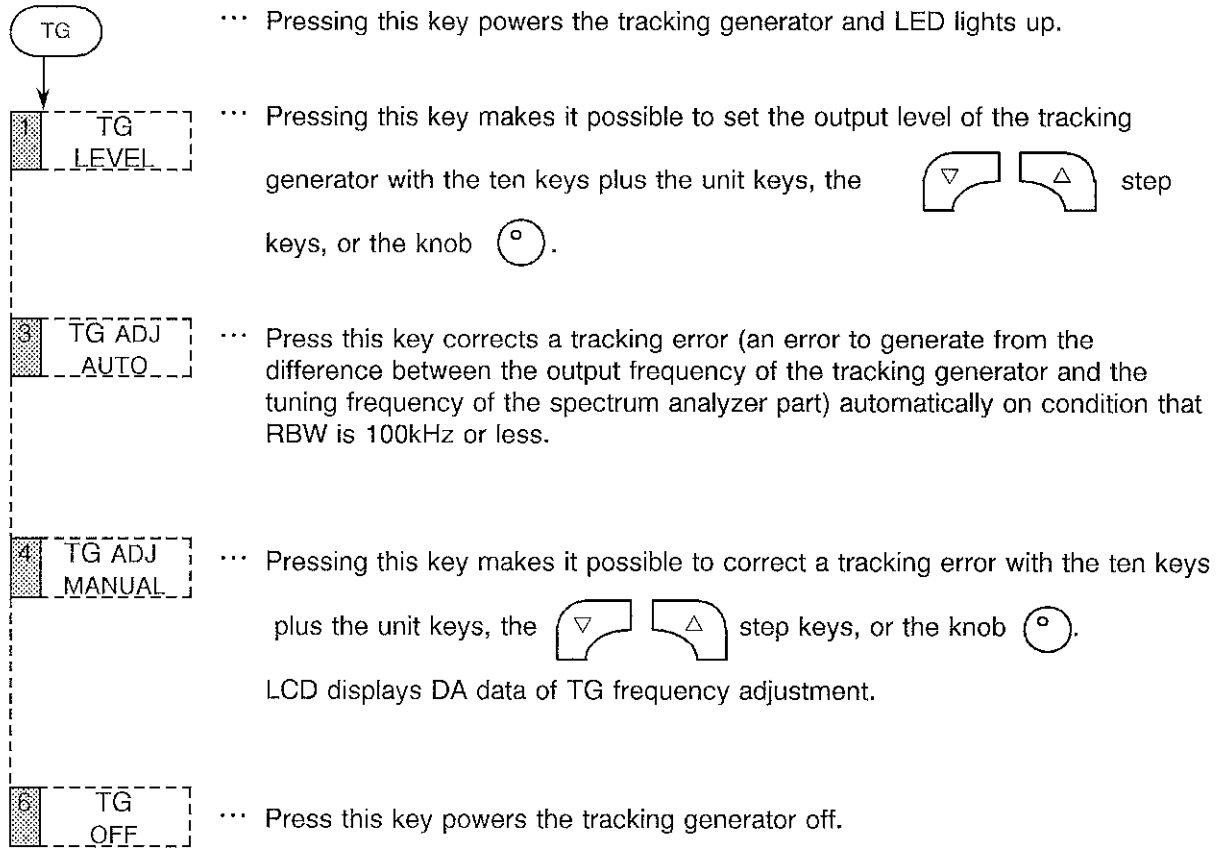 TG ··· Pressing this key powers the tracking generator and LED lights up.
1 TG LEVEL ··· Pressing this key makes it possible to set the output level of the tracking
generator with the ten keys plus the unit keys, the ▽ △ step
keys, or the knob .
3 TG ADJ AUTO ··· Press this key corrects a tracking error (an error to generate from the
difference between the output frequency of the tracking generator and the
tuning frequency of the spectrum analyzer part) automatically on condition that
RBW is 100kHz or less.
4 TG ADJ MANUAL ··· Pressing this key makes it possible to correct a tracking error with the ten keys
plus the unit keys, the ▽ △ step keys, or the knob .
LCD displays DA data of TG frequency adjustment.
6 TG OFF ··· Press this key powers the tracking generator off.